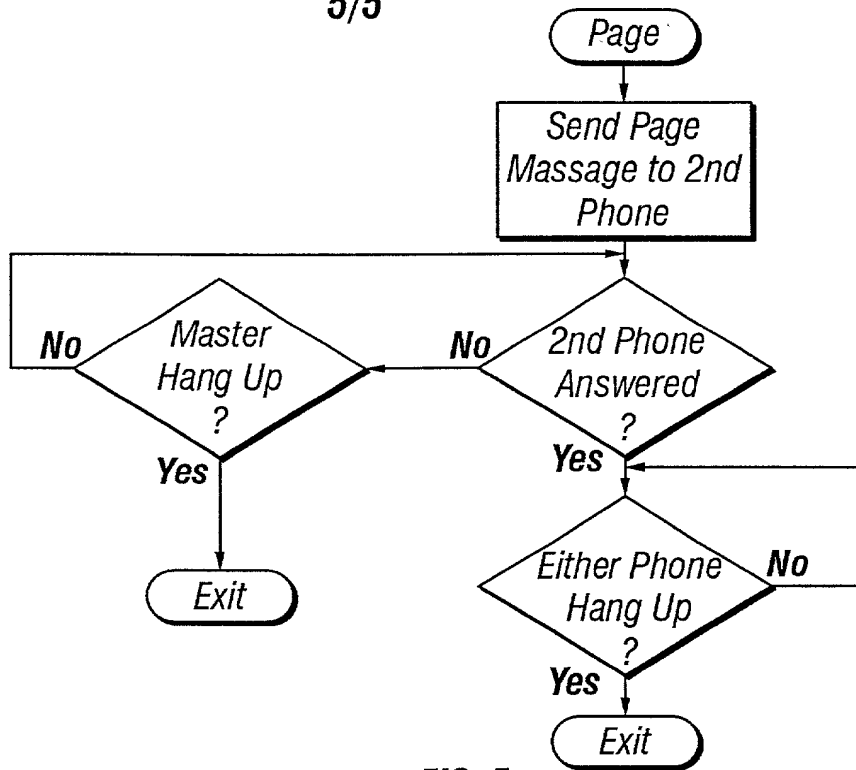 5/5
Page
Send Page
Massage to 2nd
Phone
No
Master
Hang Up
?
Yes
No
2nd Phone
Answered
?
Yes
Exit
Either Phone
Hang Up
?
No
Yes
Exit